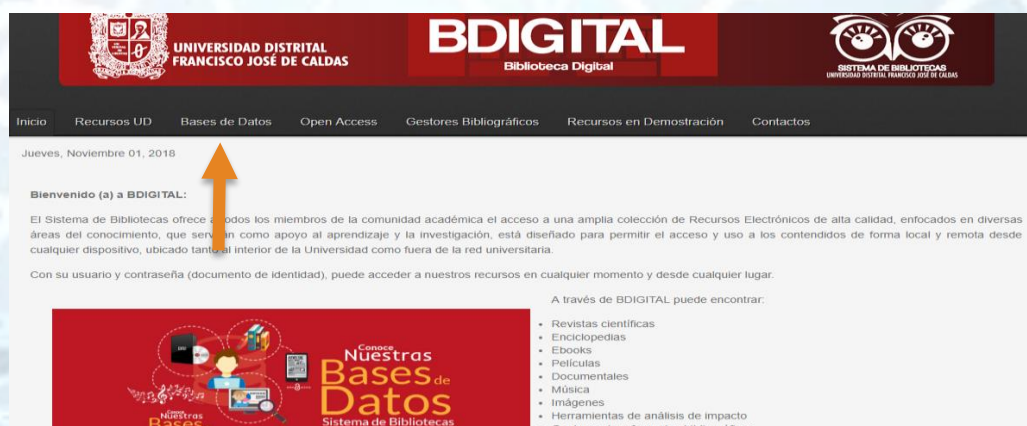 UNIVERSIDAD DISTRITAL
FRANCISCO JOSÉ DE CALDAS
BDIGITAL
Biblioteca Digital
SISTEMA DE BIBLIOTECAS
UNIVERSIDAD DISTRITAL FRANCISCO JOSÉ DE CALDAS
Inicio Recursos UD Bases de Datos Open Access Gestores Bibliográficos Recursos en Demostración Contactos
Jueves, Noviembre 01, 2018
Bienvenido (a) a BDIGITAL:
El Sistema de Bibliotecas ofrece a todos los miembros de la comunidad académica el acceso a una amplia colección de Recursos Electrónicos de alta calidad, enfocados en diversas
áreas del conocimiento, que servirán como apoyo al aprendizaje y la investigación, está diseñado para permitir el acceso y uso a los contenidos de forma local y remota desde
cualquier dispositivo, ubicado tanto al interior de la Universidad como fuera de la red universitaria.
Con su usuario y contraseña (documento de identidad), puede acceder a nuestros recursos en cualquier momento y desde cualquier lugar.
A través de BDIGITAL puede encontrar:
Revistas científicas
Enciclopedias
Ebooks
Películas
Documentales
Música
Imágenes
Herramientas de análisis de impacto
Conoce
Nuestras
Bases de
Datos
Sistema de Bibliotecas
Conoce
Nuestras
Bases